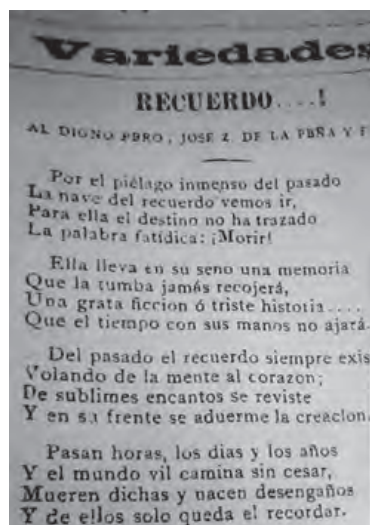 Variedades
RECUERDO....!
AL DIGNO PBRO, JOSE Z. DE LA PEÑA Y
Por el piélago inmenso del pasado
La nave del recuerdo vemos ir,
Para ella el destino no ha trazado
La palabra fatídica: ¡Morir!
Ella lleva en su seno una memoria
Que la tumba jamás recojerá,
Una grata ficcion ó triste historia....
Que el tiempo con sus manos no ajará.
Del pasado el recuerdo siempre exis
Volando de la mente al corazon;
De sublimes encantos se reviste
Y en su frente se aduerme la creacion.
Pasan horas, los dias y los años
Y el mundo vil camina sin cesar,
Mueren dichas y nacen desengaños
Y de ellos solo queda el recordar.